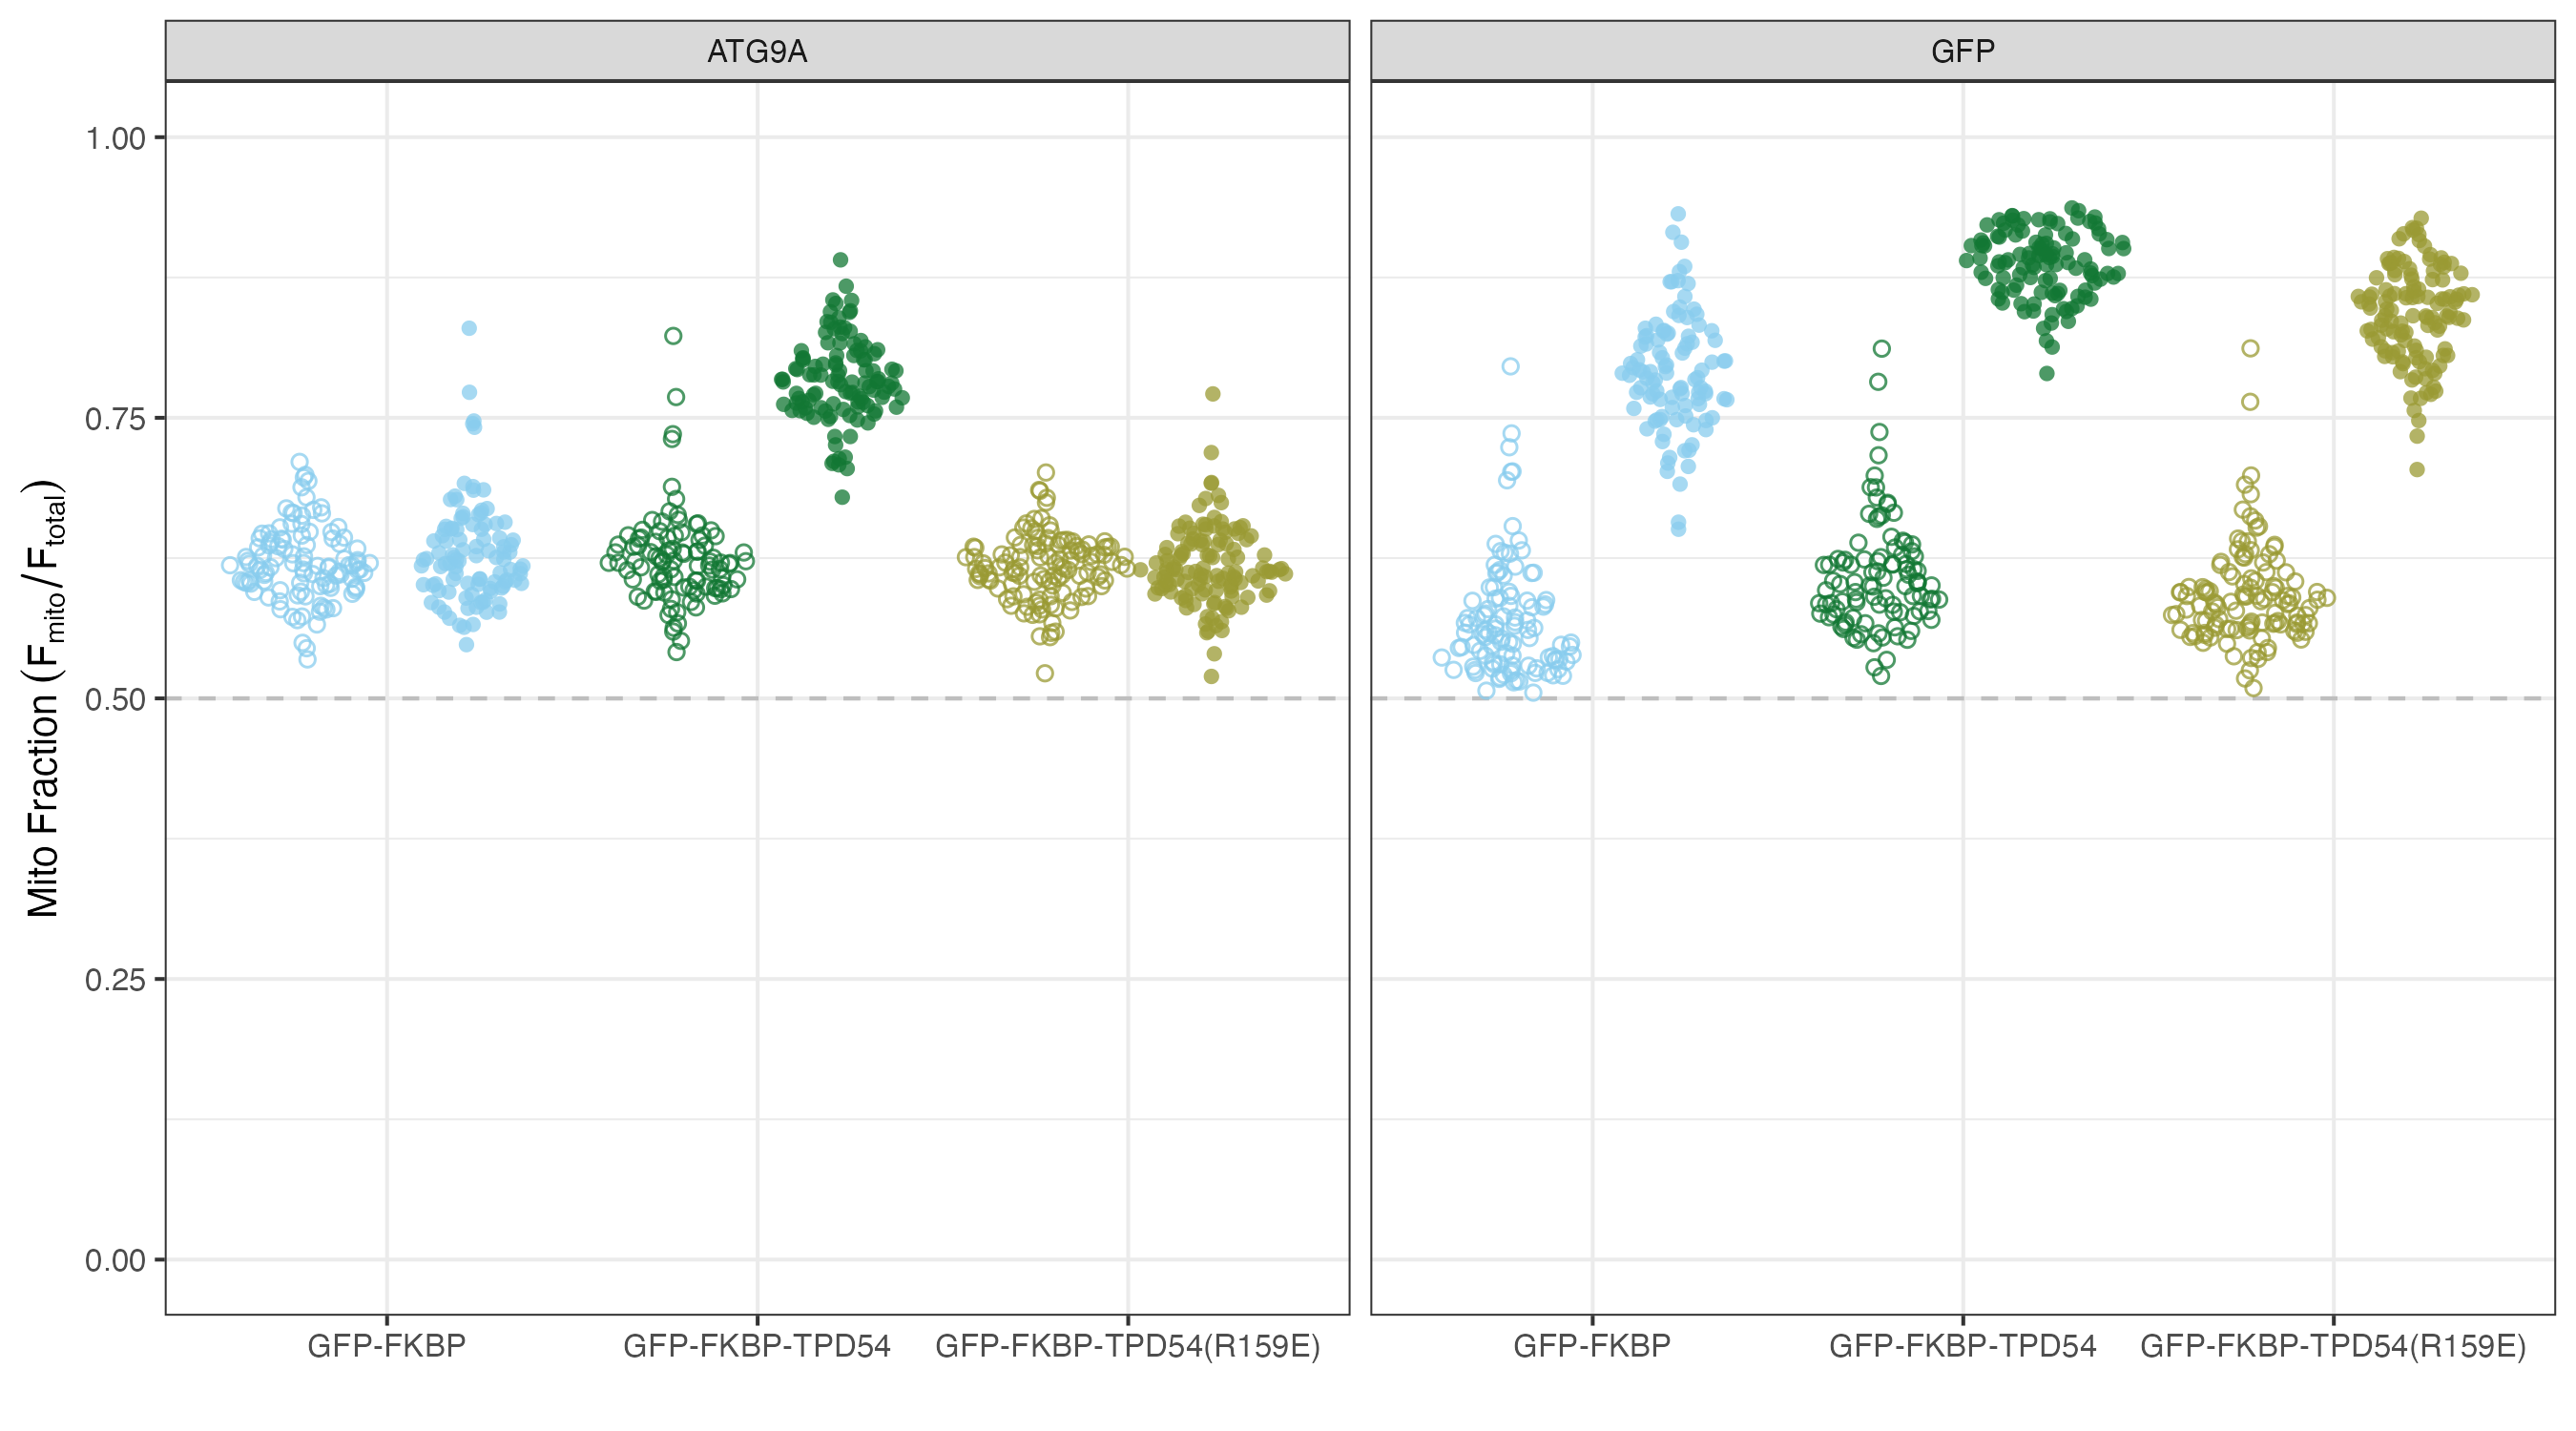 ATG9A
GFP
Mito Fraction (Fmito/Ftotal)
1.00
0.75
0.50
0.25
0.00
GFP-FKBP
GFP-FKBP-TPD54
GFP-FKBP-TPD54(R159E)
GFP-FKBP
GFP-FKBP-TPD54
GFP-FKBP-TPD54(R159E)